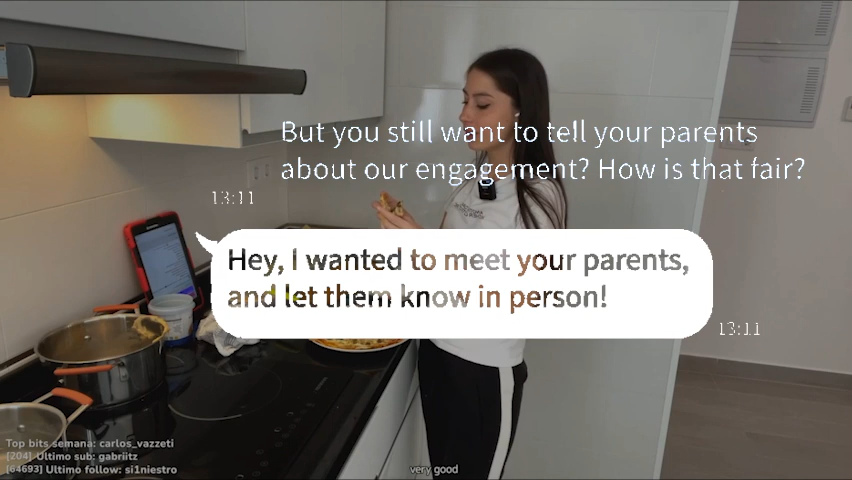 But you still want to tell your parents
about our engagement? How is that fair?
13:11
Hey, I wanted to meet your parents,
and let them know in person!
13:11
Top bits semana: carlos_vazzeti
[204] Ultimo sub: gabriitz
[64693] Ultimo follow: si1niestro
very good